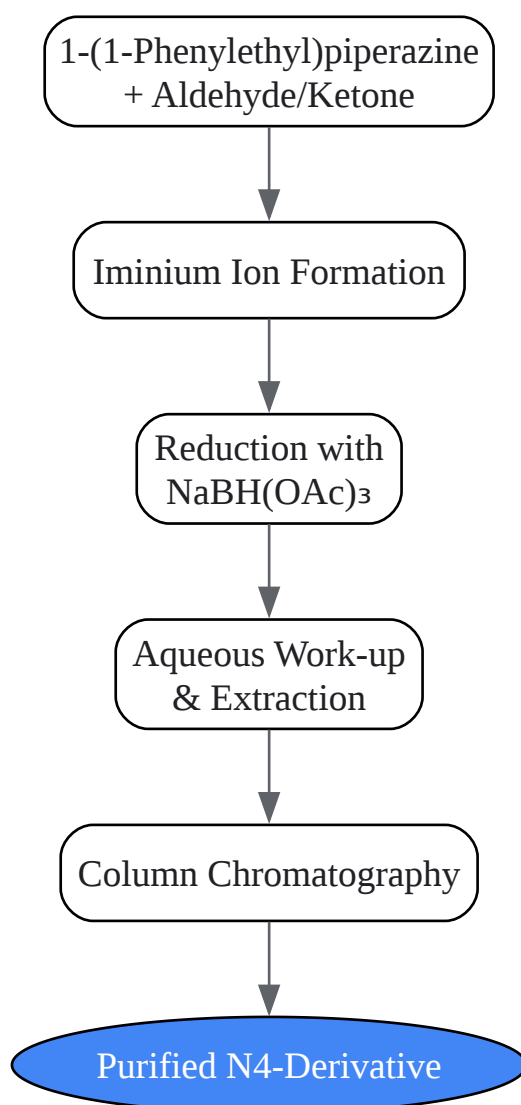 1-(1-Phenylethyl)piperazine
+ Aldehyde/Ketone
Iminium Ion Formation
Reduction with
NaBH(OAc)₃
Aqueous Work-up
& Extraction
Column Chromatography
Purified N4-Derivative